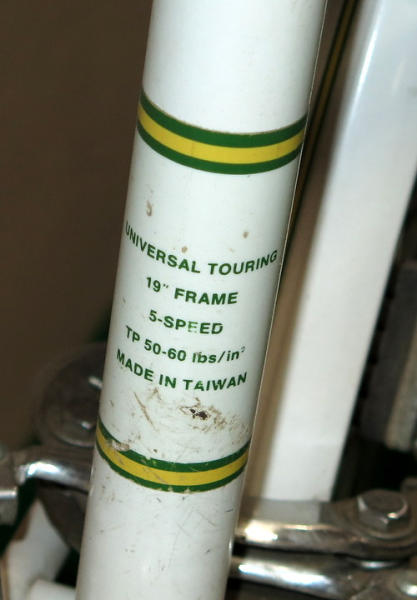 UNIVERSAL TOURING
19" FRAME
5-SPEED
TP 50-60 lbs/in²
MADE IN TAIWAN